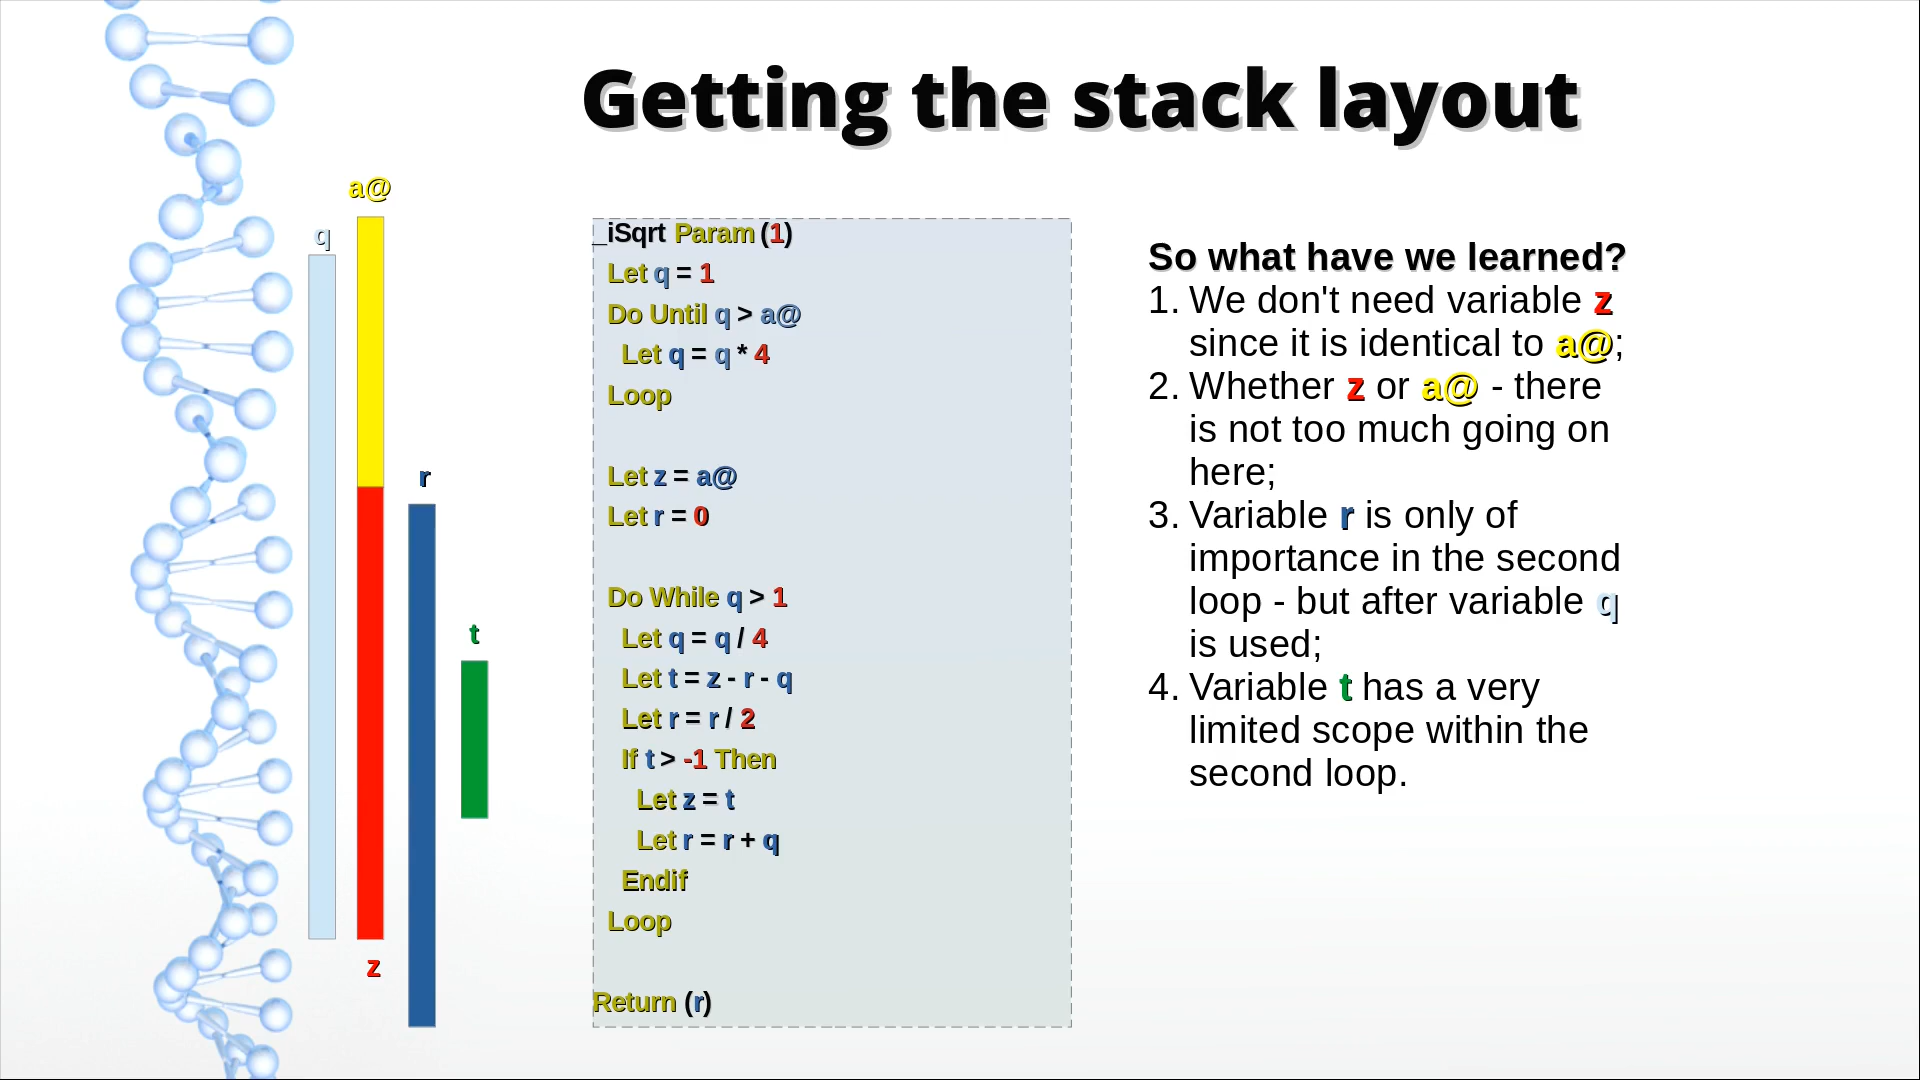 Getting the stack layout
a@
q
r
t
z
_iSqrt Param (1)
Let q = 1
Do Until q > a@
Let q = q * 4
Loop
Let z = a@
Let r = 0
Do While q > 1
Let q = q / 4
Let t = z - r - q
Let r = r / 2
If t > -1 Then
Let z = t
Let r = r + q
Endif
Loop
Return (r)
So what have we learned?
1. We don't need variable z
since it is identical to a@;
2. Whether z or a@ - there
is not too much going on
here;
3. Variable r is only of
importance in the second
loop - but after variable q
is used;
4. Variable t has a very
limited scope within the
second loop.